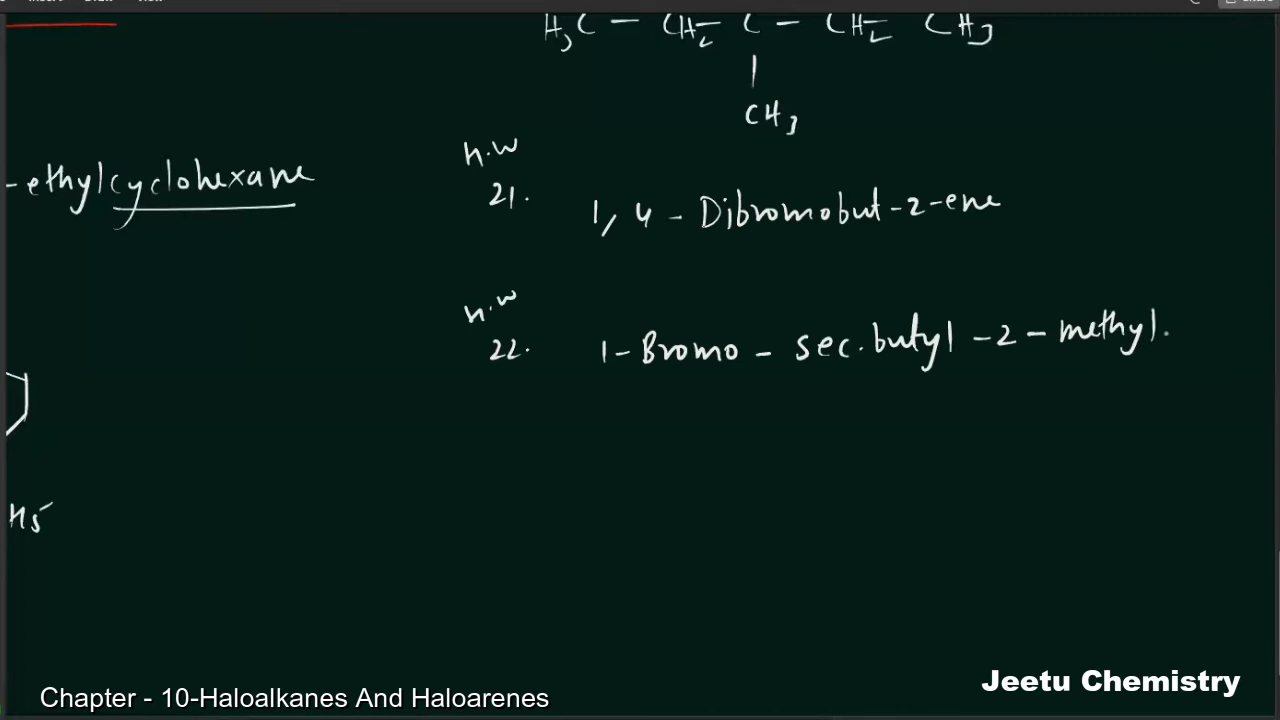 H₃C – CH₂ – C – CH₂ – CH₃
CH₃
-ethylcyclohexane
H.W
21. 1, 4 - Dibromobut-2-ene
H.W
22. 1-Bromo - sec.butyl -2- methyl.
H5
Jeetu Chemistry
Chapter - 10-Haloalkanes And Haloarenes